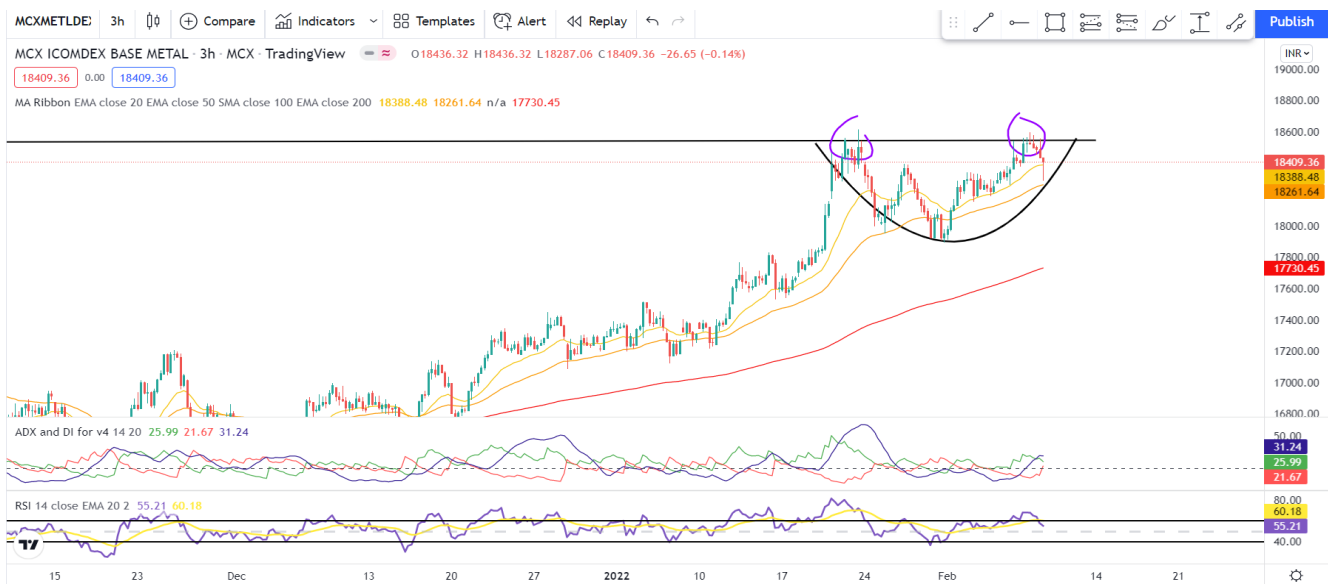 MCXMETLDEX 3h Compare Indicators Templates Alert Replay Publish
MCX ICOMDEX BASE METAL · 3h · MCX · TradingView O18436.32 H18436.32 L18287.06 C18409.36 −26.65 (−0.14%)
INR
18409.36 0.00 18409.36
MA Ribbon EMA close 20 EMA close 50 SMA close 100 EMA close 200 18388.48 18261.64 n/a 17730.45
19000.00
18800.00
18600.00
18409.36
18388.48
18261.64
18000.00
17800.00
17730.45
17600.00
17400.00
17200.00
17000.00
16800.00
ADX and DI for v4 14 20 25.99 21.67 31.24
50.00
31.24
25.99
21.67
RSI 14 close EMA 20 2 55.21 60.18
80.00
60.18
55.21
40.00
15 23 Dec 13 20 27 2022 10 17 24 Feb 14 21